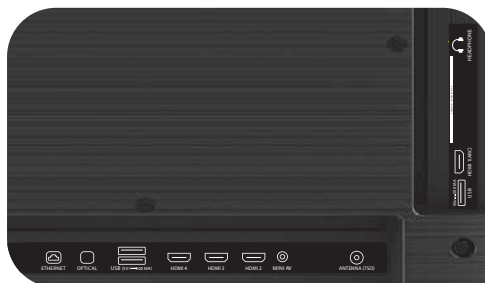 HEADPHONE
HDMI 1(ARC)
USB
ETHERNET
OPTICAL
USB
HDMI 4
HDMI 3
HDMI 2
MINI AV
ANTENNA (75Ω)